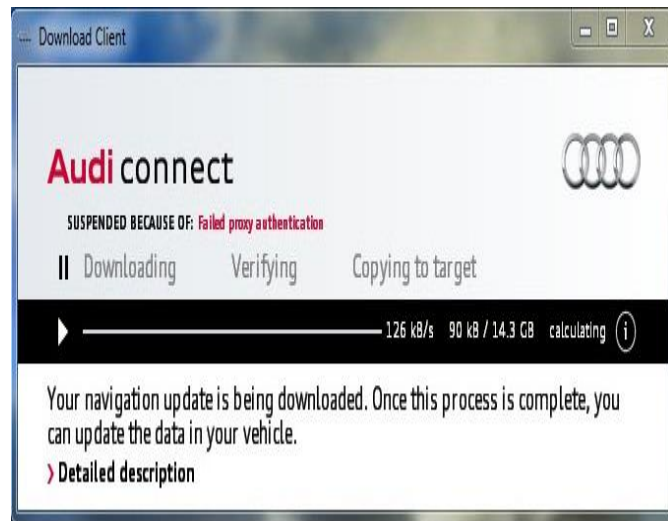 Download Client
Audi connect
SUSPENDED BECAUSE OF: Failed proxy authentication
Downloading Verifying Copying to target
126 kB/s 90 kB / 14.3 GB calculating i
Your navigation update is being downloaded. Once this process is complete, you
can update the data in your vehicle.
› Detailed description